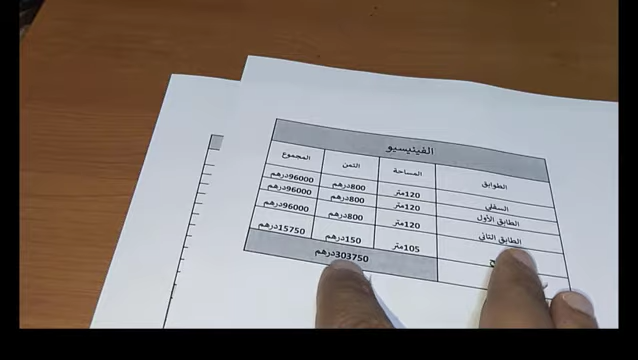 الفينيسيو
الطوابق المساحة الثمن المجموع
السفلي 120متر 800درهم 96000درهم
الطابق الأول 120متر 800درهم 96000درهم
الطابق الثاني 120متر 800درهم 96000درهم
105متر 150درهم 15750درهم
303750درهم